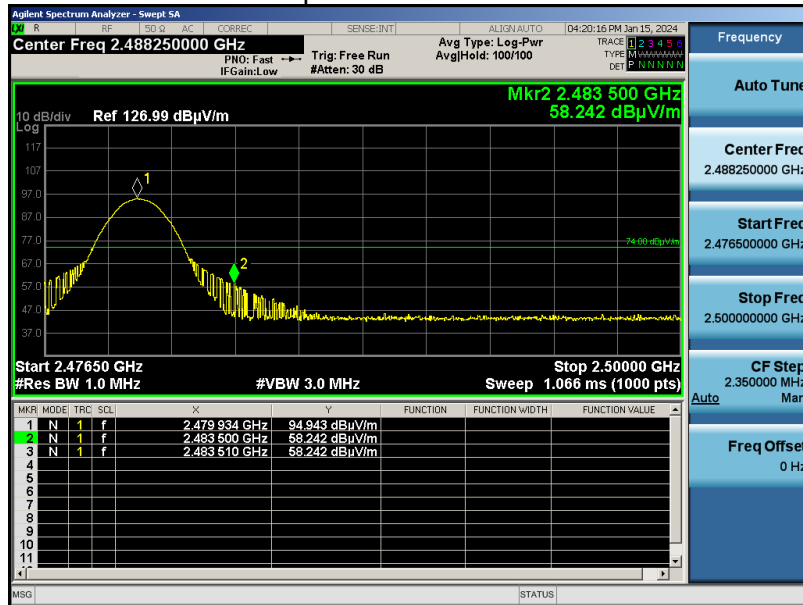 Agilent Spectrum Analyzer - Swept SA
LXI R RF 50 Ω AC CORREC SENSE:INT ALIGN AUTO 04:20:16 PM Jan 15, 2024
Center Freq 2.488250000 GHz
PNO: Fast
IFGain:Low
Trig: Free Run
#Atten: 30 dB
Avg Type: Log-Pwr
Avg|Hold: 100/100
TRACE 1 2 3 4 5 6
TYPE M
DET P N N N N N
Mkr2 2.483 500 GHz
58.242 dBµV/m
10 dB/div Ref 126.99 dBµV/m
Log
117
107
97.0
87.0
77.0
67.0
57.0
47.0
37.0
1
2
74.00 dBµV/m
Start 2.47650 GHz Stop 2.50000 GHz
#Res BW 1.0 MHz #VBW 3.0 MHz Sweep 1.066 ms (1000 pts)
MKR MODE TRC SCL X Y FUNCTION FUNCTION WIDTH FUNCTION VALUE
1 N 1 f 2.479 934 GHz 94.943 dBµV/m
2 N 1 f 2.483 500 GHz 58.242 dBµV/m
3 N 1 f 2.483 510 GHz 58.242 dBµV/m
4
5
6
7
8
9
10
11
MSG STATUS
Frequency
Auto Tune
Center Freq
2.488250000 GHz
Start Freq
2.476500000 GHz
Stop Freq
2.500000000 GHz
CF Step
2.350000 MHz
Auto Man
Freq Offset
0 Hz